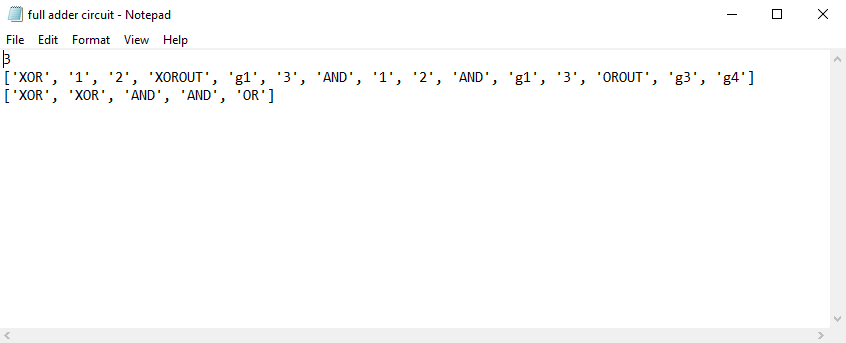 full adder circuit - Notepad
File Edit Format View Help
3
['XOR', '1', '2', 'XOROUT', 'g1', '3', 'AND', '1', '2', 'AND', 'g1', '3', 'OROUT', 'g3', 'g4']
['XOR', 'XOR', 'AND', 'AND', 'OR']